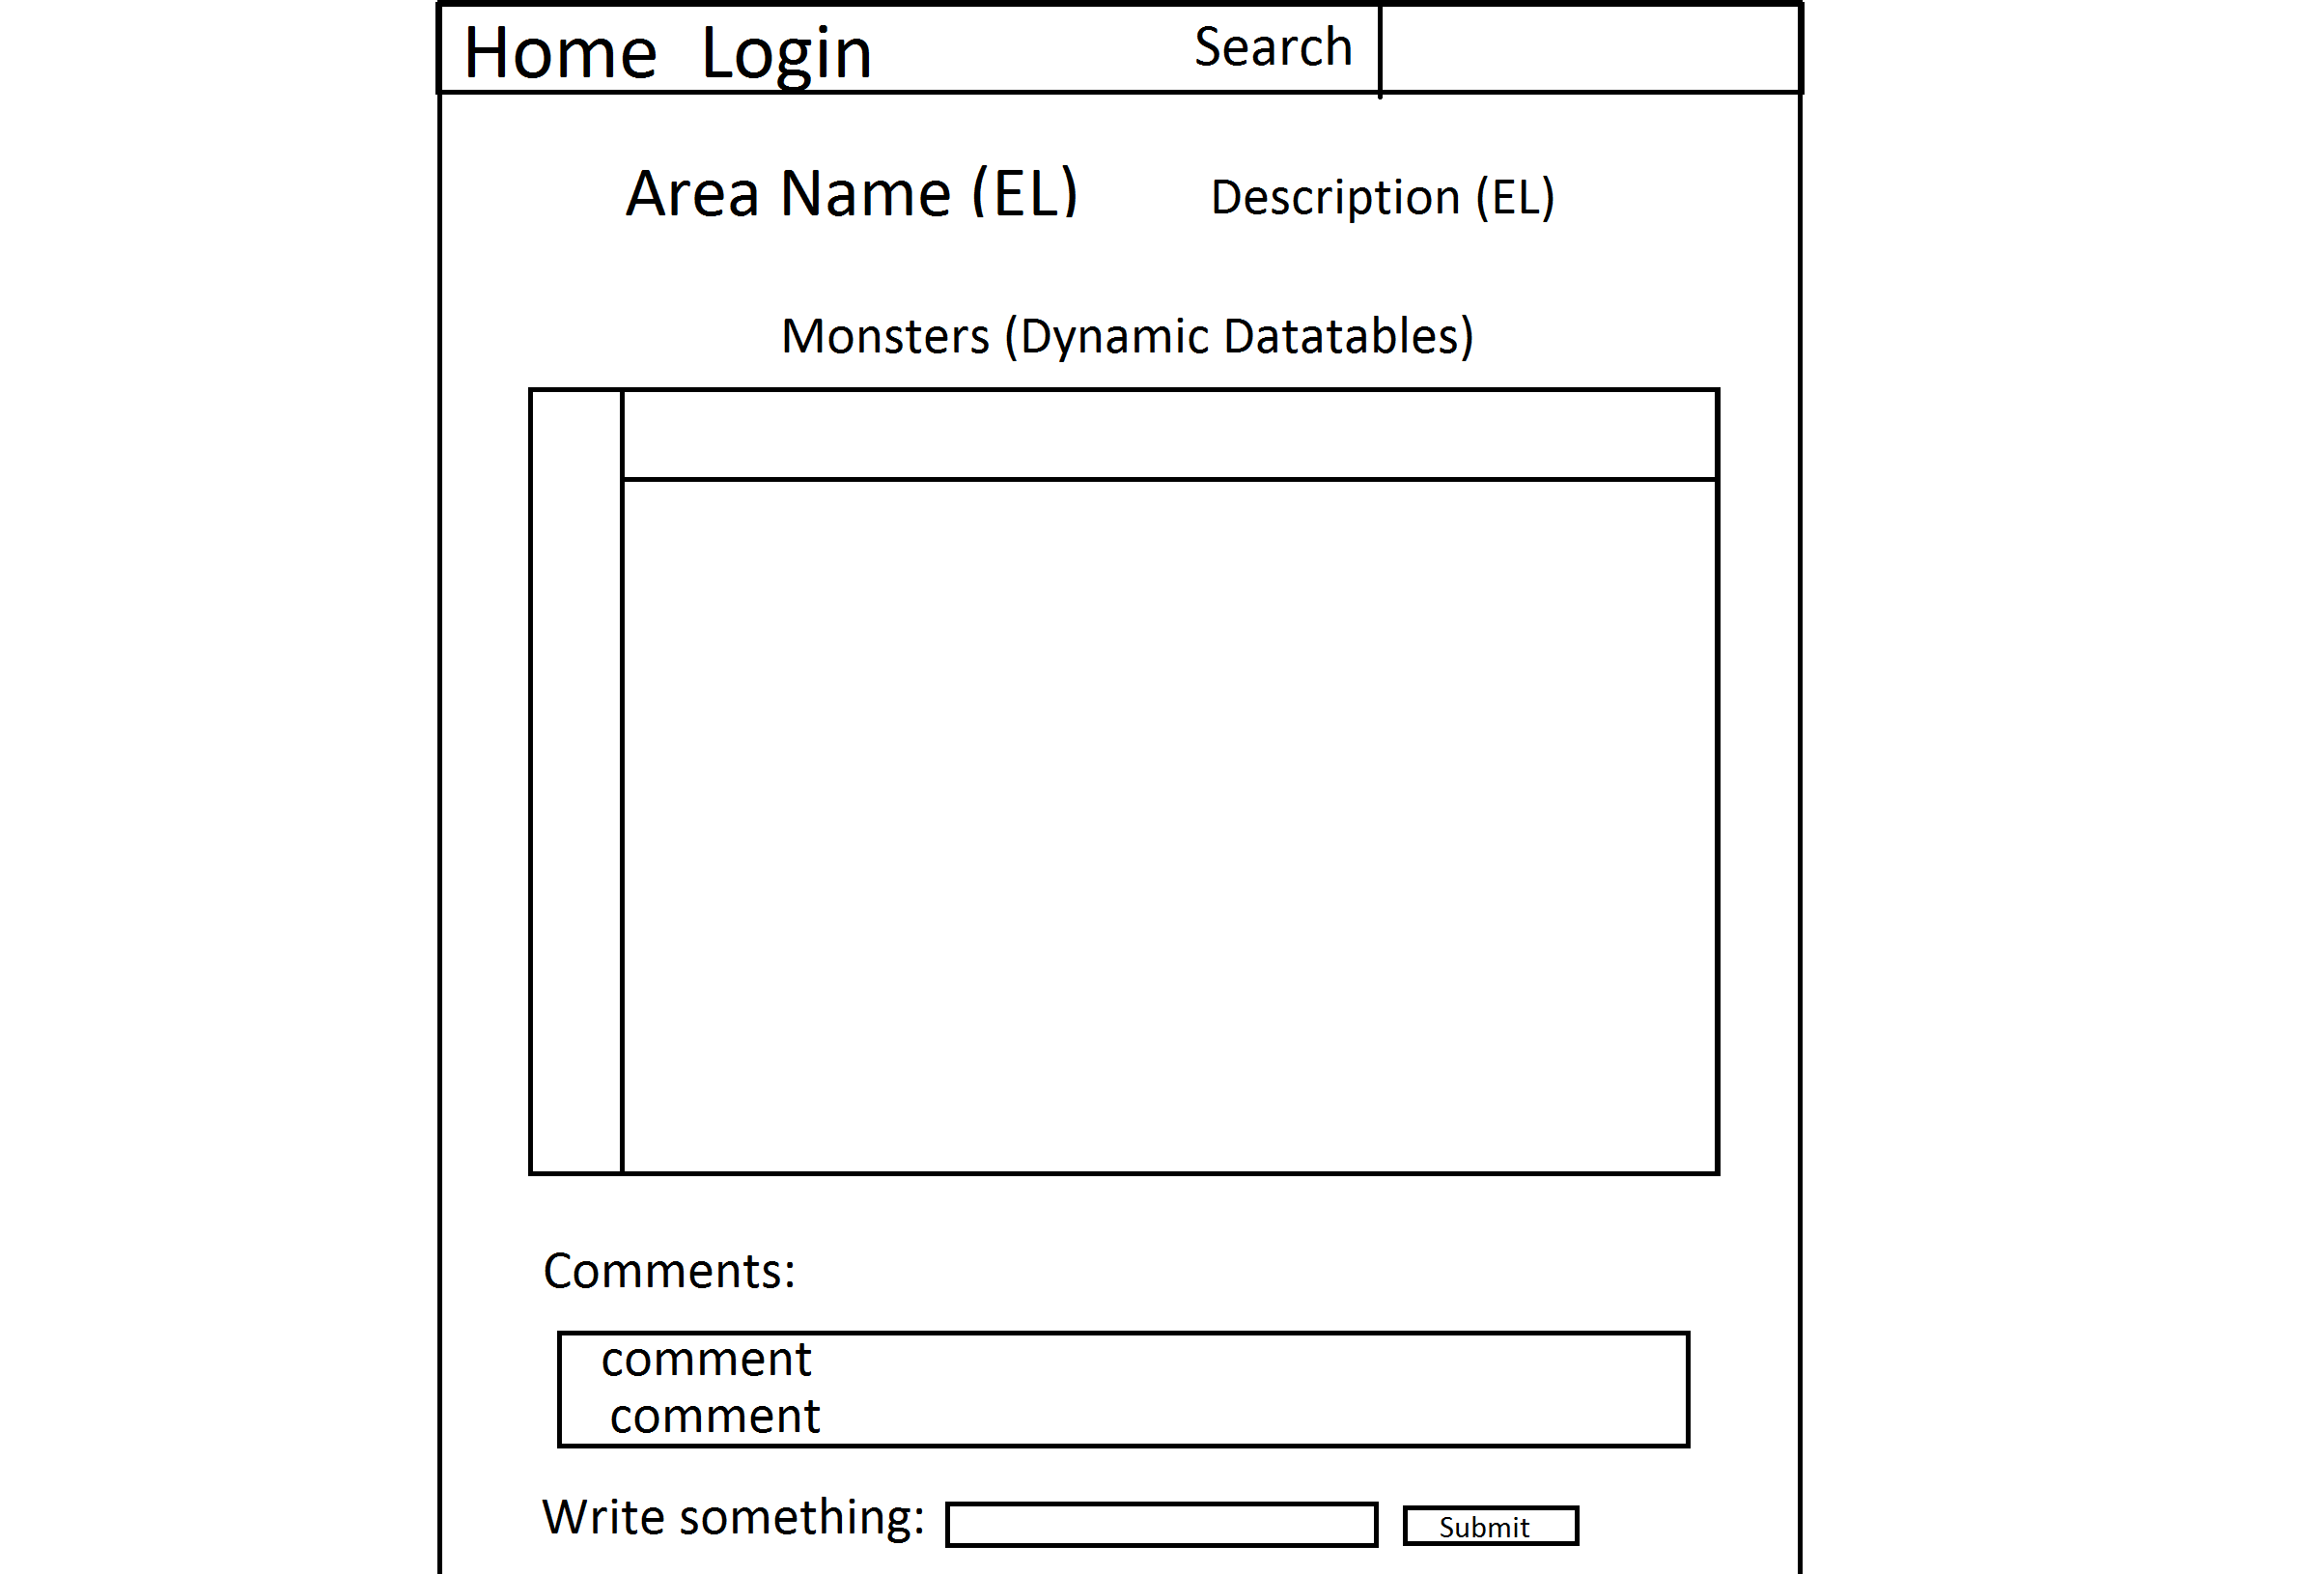 Home Login Search
Area Name (EL) Description (EL)
Monsters (Dynamic Datatables)
Comments:
comment
comment
Write something: Submit